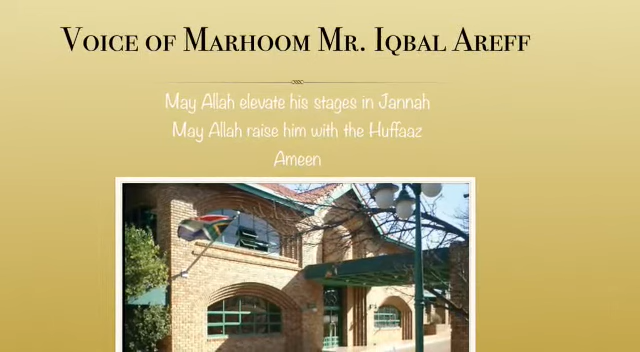 Voice of Marhoom Mr. Iqbal Areff
May Allah elevate his stages in Jannah
May Allah raise him with the Huffaaz
Ameen